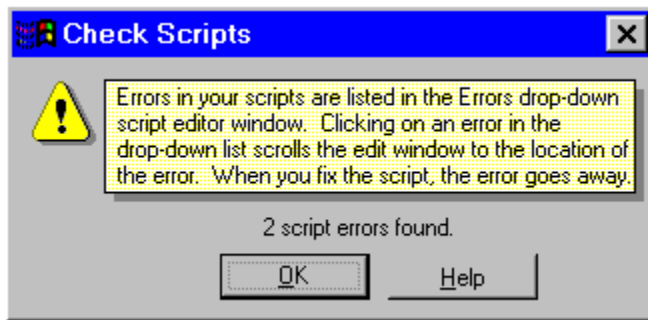 Check Scripts
Errors in your scripts are listed in the Errors drop-down
script editor window.  Clicking on an error in the
drop-down list scrolls the edit window to the location of
the error.  When you fix the script, the error goes away.
2 script errors found.
OK Help